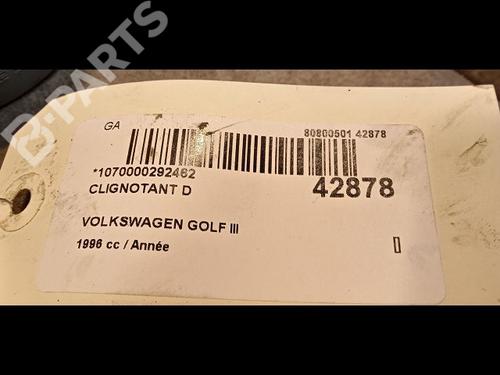 B-PARTS
GA
80800501 42878
*1070000292462
CLIGNOTANT D
42878
VOLKSWAGEN GOLF III
1996 cc / Année